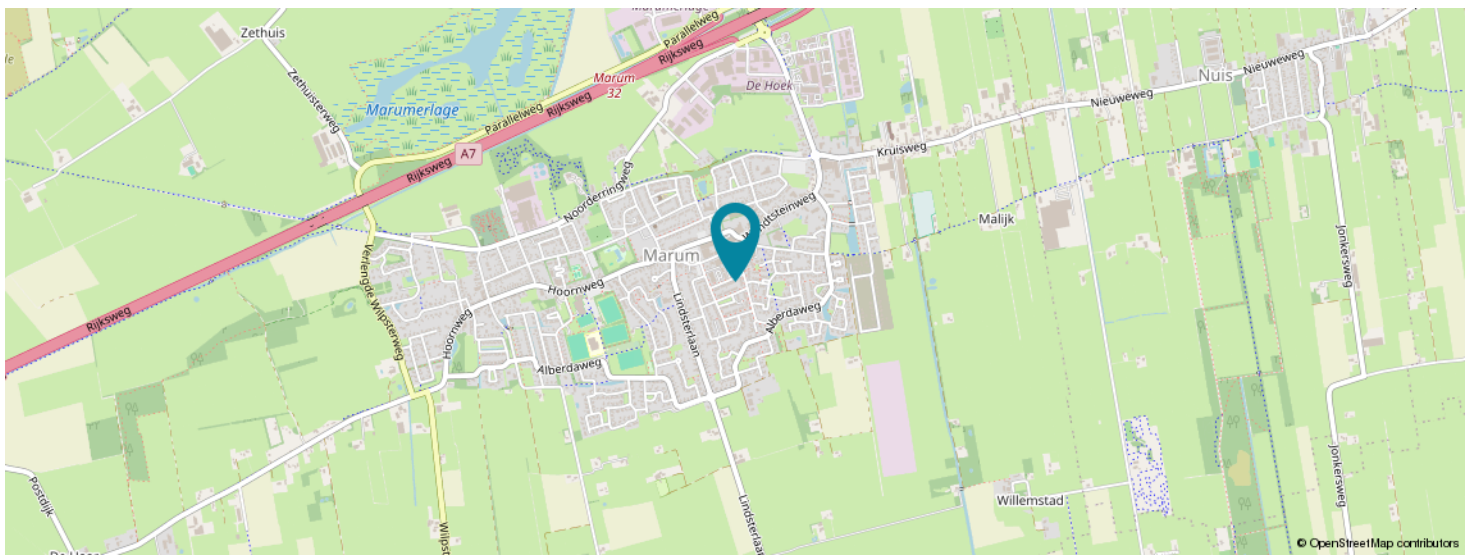 Zethuis
Marumerlage
Parallelweg
Rijksweg
Zethuisterweg
Marumerlage
Parallelweg
Marum
32
Rijksweg
De Hoek
Nuis
Nieuweweg
Nieuweweg
A7
Rijksweg
Kruisweg
Noorderringweg
Malijk
Marum
Verlengde Wilpsterweg
Hoornweg
Lindsterlaan
Alberdaweg
Jonkersweg
Rijksweg
Hoornweg
Alberdaweg
Jonkersweg
Postdijk
Willemstad
Lindsterlaan
© OpenStreetMap contributors